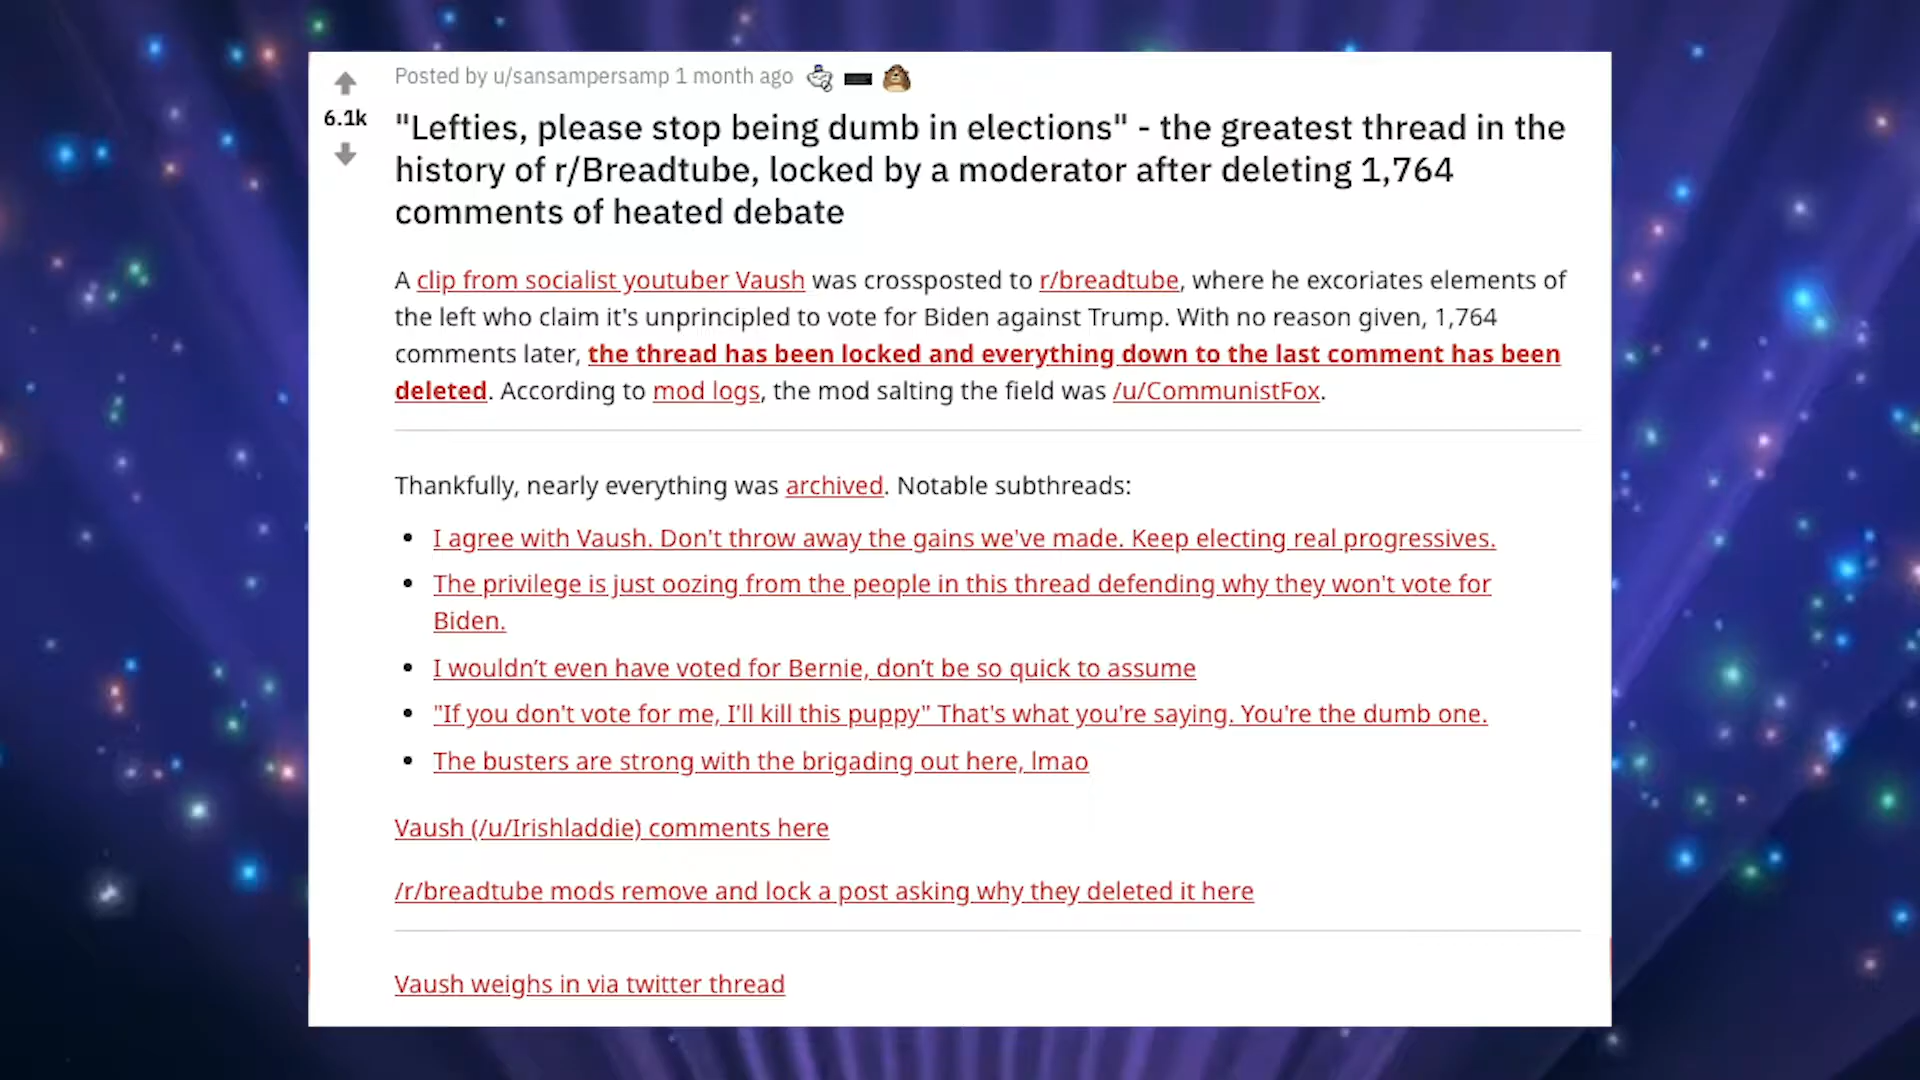 Posted by u/sansampersamp 1 month ago
6.1k
"Lefties, please stop being dumb in elections" - the greatest thread in the
history of r/Breadtube, locked by a moderator after deleting 1,764
comments of heated debate
A clip from socialist youtuber Vaush was crossposted to r/breadtube, where he excoriates elements of
the left who claim it's unprincipled to vote for Biden against Trump. With no reason given, 1,764
comments later, the thread has been locked and everything down to the last comment has been
deleted. According to mod logs, the mod salting the field was /u/CommunistFox.
Thankfully, nearly everything was archived. Notable subthreads:
• I agree with Vaush. Don't throw away the gains we've made. Keep electing real progressives.
• The privilege is just oozing from the people in this thread defending why they won't vote for
Biden.
• I wouldn’t even have voted for Bernie, don’t be so quick to assume
• "If you don't vote for me, I'll kill this puppy" That's what you're saying. You're the dumb one.
• The busters are strong with the brigading out here, lmao
Vaush (/u/Irishladdie) comments here
/r/breadtube mods remove and lock a post asking why they deleted it here
Vaush weighs in via twitter thread